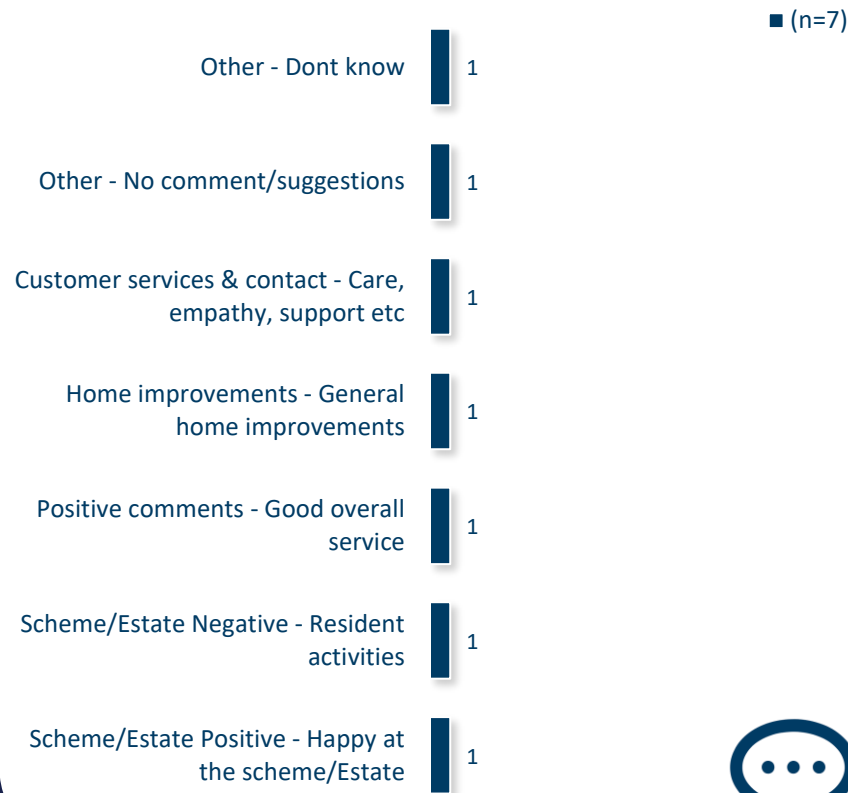 (n=7)
Other - Dont know
1
Other - No comment/suggestions
1
Customer services & contact - Care,
empathy, support etc
1
Home improvements - General
home improvements
1
Positive comments - Good overall
service
1
Scheme/Estate Negative - Resident
activities
1
Scheme/Estate Positive - Happy at
the scheme/Estate
1